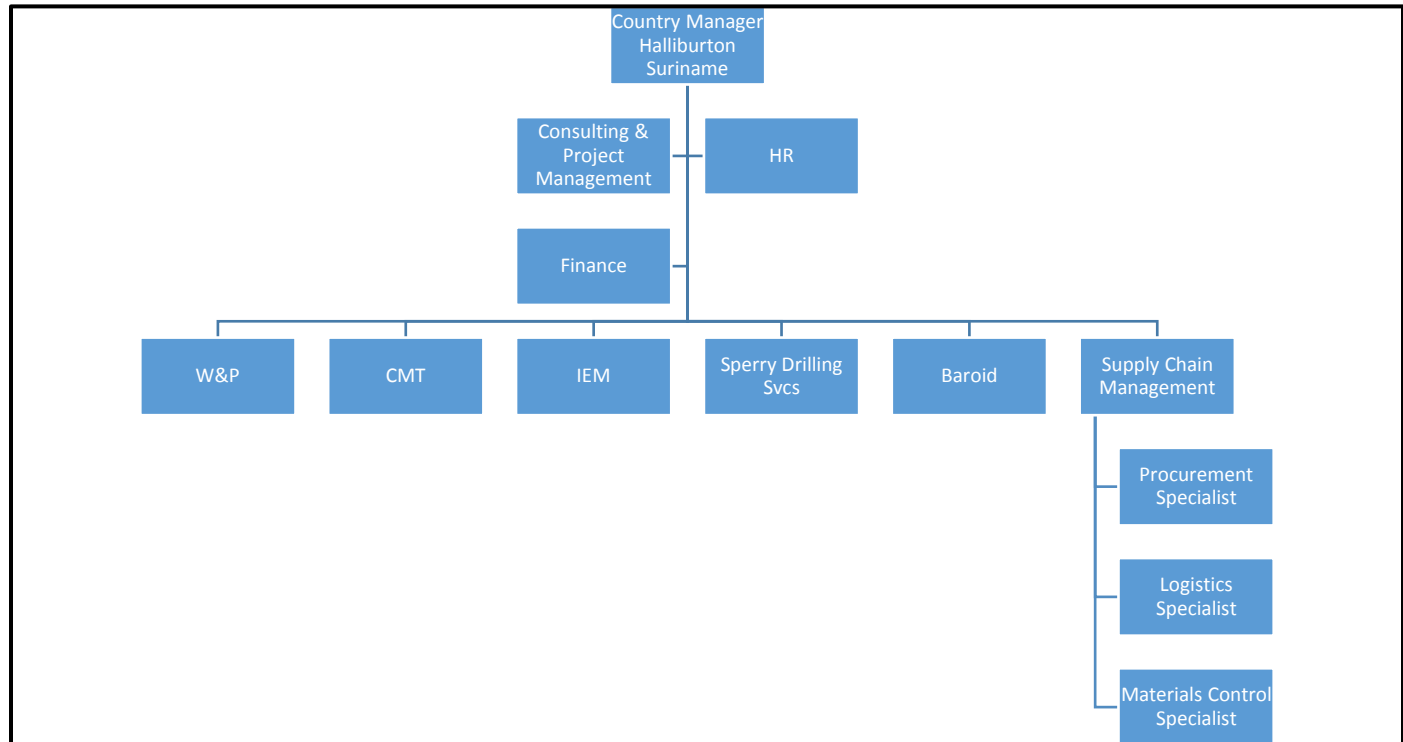 Country Manager
Halliburton
Suriname
Consulting &
Project
Management
HR
Finance
W&P
CMT
IEM
Sperry Drilling
Svcs
Baroid
Supply Chain
Management
Procurement
Specialist
Logistics
Specialist
Materials Control
Specialist